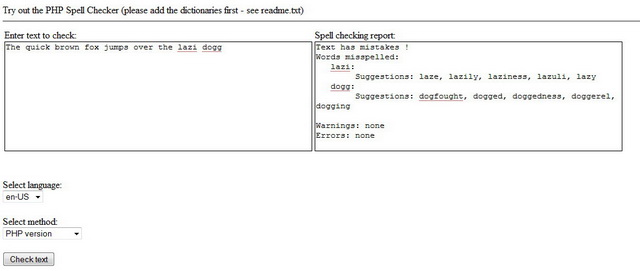 Try out the PHP Spell Checker (please add the dictionaries first - see readme.txt)
Enter text to check:
The quick brown fox jumps over the lazi dogg
Spell checking report:
Text has mistakes !
Words misspelled:
lazi:
Suggestions: laze, lazily, laziness, lazuli, lazy
dogg:
Suggestions: dogfought, dogged, doggedness, doggerel,
dogging
Warnings: none
Errors: none
Select language:
en-US
Select method:
PHP version
Check text